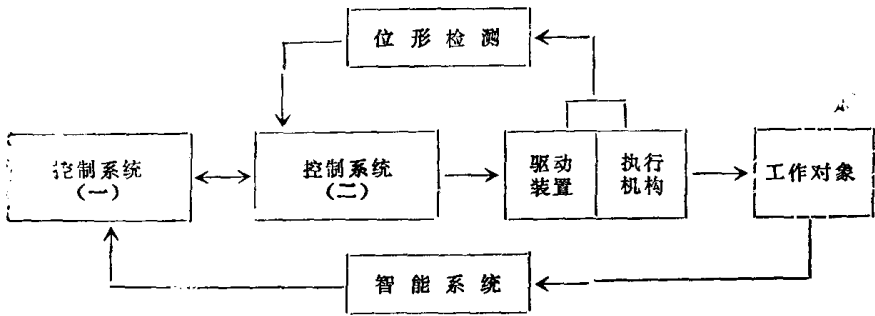 位形检测
控制系统
(一)
控制系统
(二)
驱动
装置
执行
机构
工作对象
智能系统